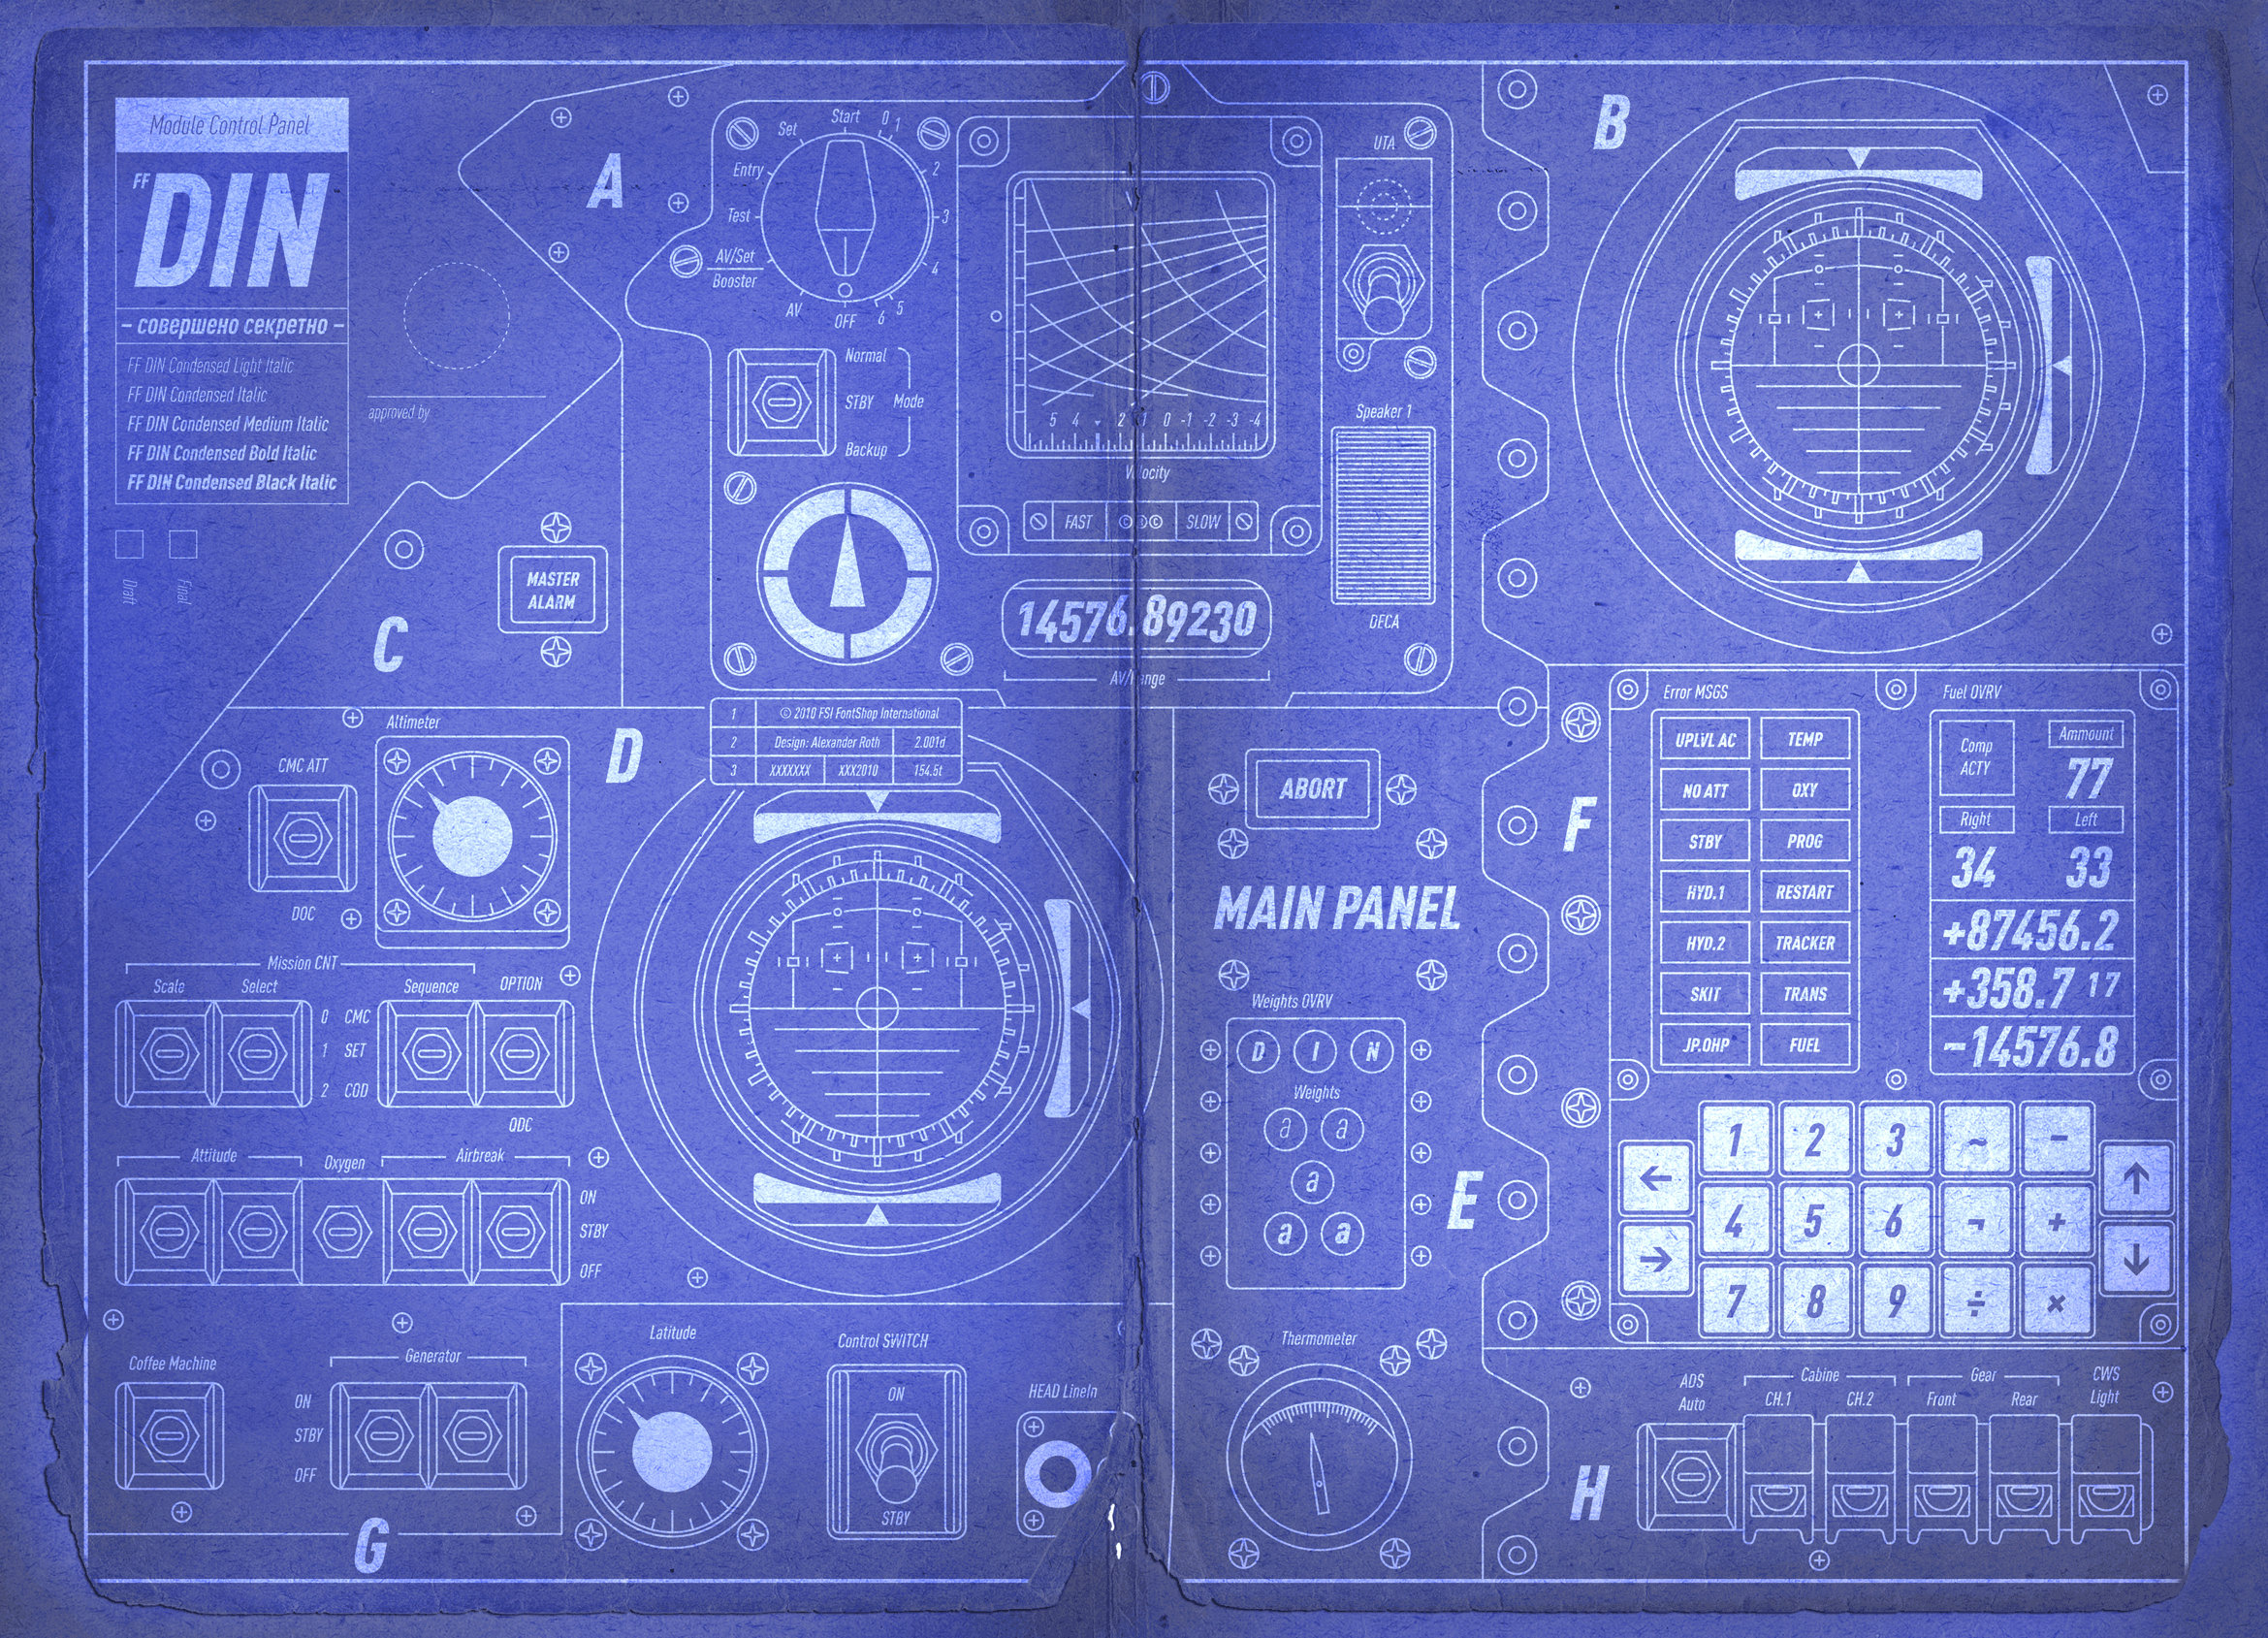 Module Control Panel
FF DIN
– совершено секретно –
FF DIN Condensed Light Italic
FF DIN Condensed Italic
FF DIN Condensed Medium Italic
FF DIN Condensed Bold Italic
FF DIN Condensed Black Italic
approved by
Draft
Final
A
Start
Set
Entry
Test
AV/Set
Booster
AV
OFF
0 1 2 3 4 5 6
Normal
STBY
Backup
Mode
5 4 2 1 0 -1 -2 -3 -4
Velocity
FAST
SLOW
14576.89230
UTA
Speaker 1
DECA
B
C
MASTER
ALARM
CMC ATT
DOC
Altimeter
Mission CNT
Scale Select
0 CMC
1 SET
2 COD
Sequence OPTION
ODC
Attitude Oxygen Airbreak
ON
STBY
OFF
D
1 © 2010 FSI FontShop International
2 Design: Alexander Roth 2.001d
3 XXXXXXX XXX2010 154.5t
ABORT
MAIN PANEL
Weights OVRV
D I N
Weights
a a
a
a a
E
Thermometer
F
Error MSGS
UPLVL AC TEMP
NO ATT OXY
STBY PROG
HYD.1 RESTART
HYD.2 TRACKER
SKIT TRANS
JP.OHP FUEL
Fuel OVRV
Comp
ACTY
Ammount
77
Right Left
34 33
+87456.2
+358.7 17
−14576.8
1 2 3 ~ −
← ↑
4 5 6 ¬ +
→ ↓
7 8 9 ÷ ×
Coffee Machine
ON
STBY
OFF
Generator
G
Latitude
Control SWITCH
ON
STBY
HEAD LineIn
H
ADS
Auto
Cabine
CH.1 CH.2
Gear
Front Rear
CWS
Light